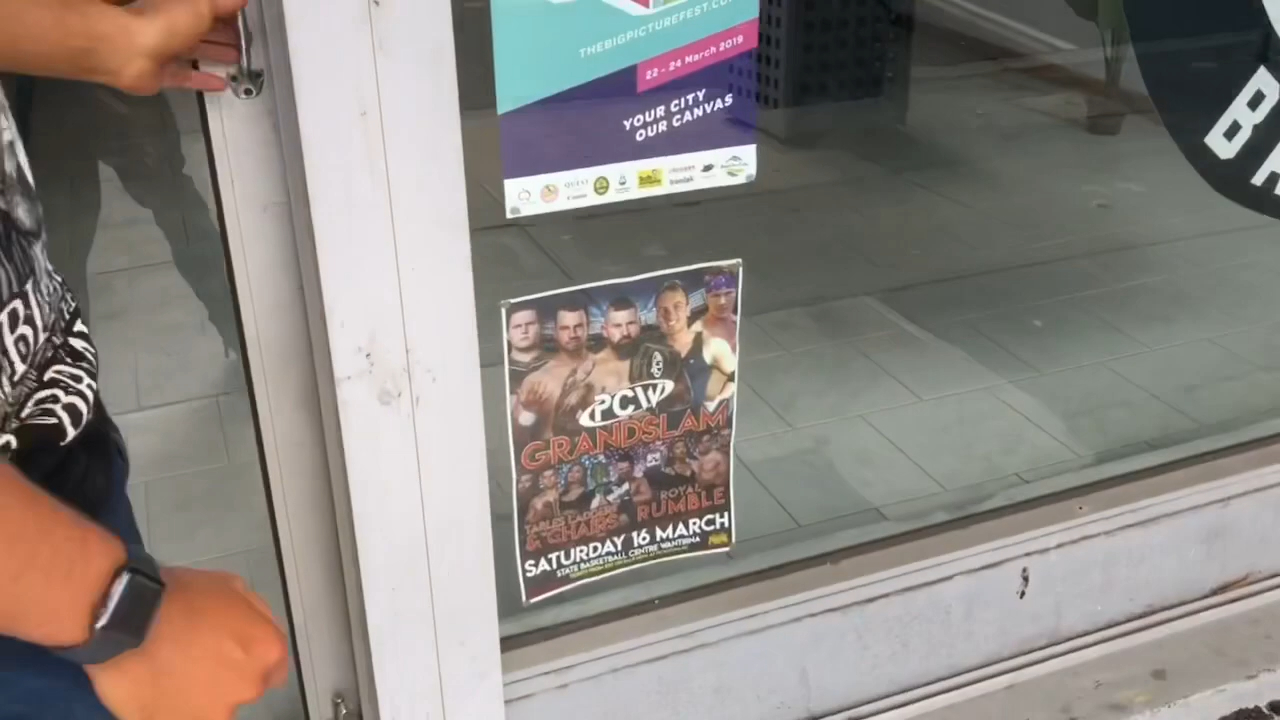 THEBIGPICTUREFEST.CO
22 - 24 March 2019
YOUR CITY
OUR CANVAS
PCW
GRANDSLAM
TABLES LADDERS
& CHAIRS
ROYAL
RUMBLE
SATURDAY 16 MARCH
STATE BASKETBALL CENTRE WANTIRNA